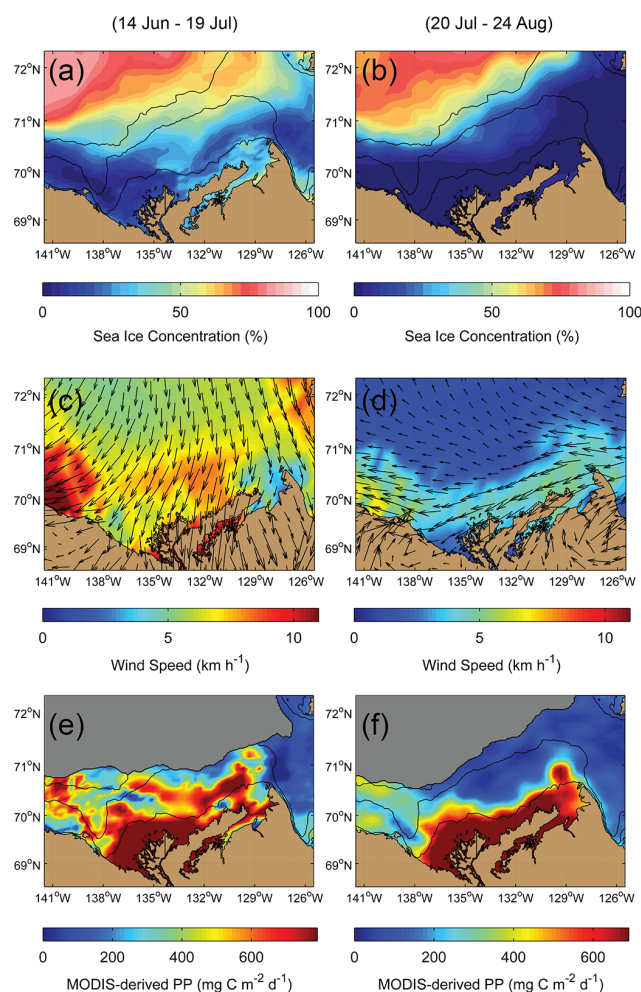 (14 Jun - 19 Jul) (20 Jul - 24 Aug)
(a) (b)
72°N 72°N
71°N 71°N
70°N 70°N
69°N 69°N
141°W 138°W 135°W 132°W 129°W 126°W 141°W 138°W 135°W 132°W 129°W 126°W
0 50 100 0 50 100
Sea Ice Concentration (%) Sea Ice Concentration (%)
(c) (d)
72°N 72°N
71°N 71°N
70°N 70°N
69°N 69°N
141°W 138°W 135°W 132°W 129°W 126°W 141°W 138°W 135°W 132°W 129°W 126°W
0 5 10 0 5 10
Wind Speed (km h⁻¹) Wind Speed (km h⁻¹)
(e) (f)
72°N 72°N
71°N 71°N
70°N 70°N
69°N 69°N
141°W 138°W 135°W 132°W 129°W 126°W 141°W 138°W 135°W 132°W 129°W 126°W
0 200 400 600 0 200 400 600
MODIS-derived PP (mg C m⁻² d⁻¹) MODIS-derived PP (mg C m⁻² d⁻¹)